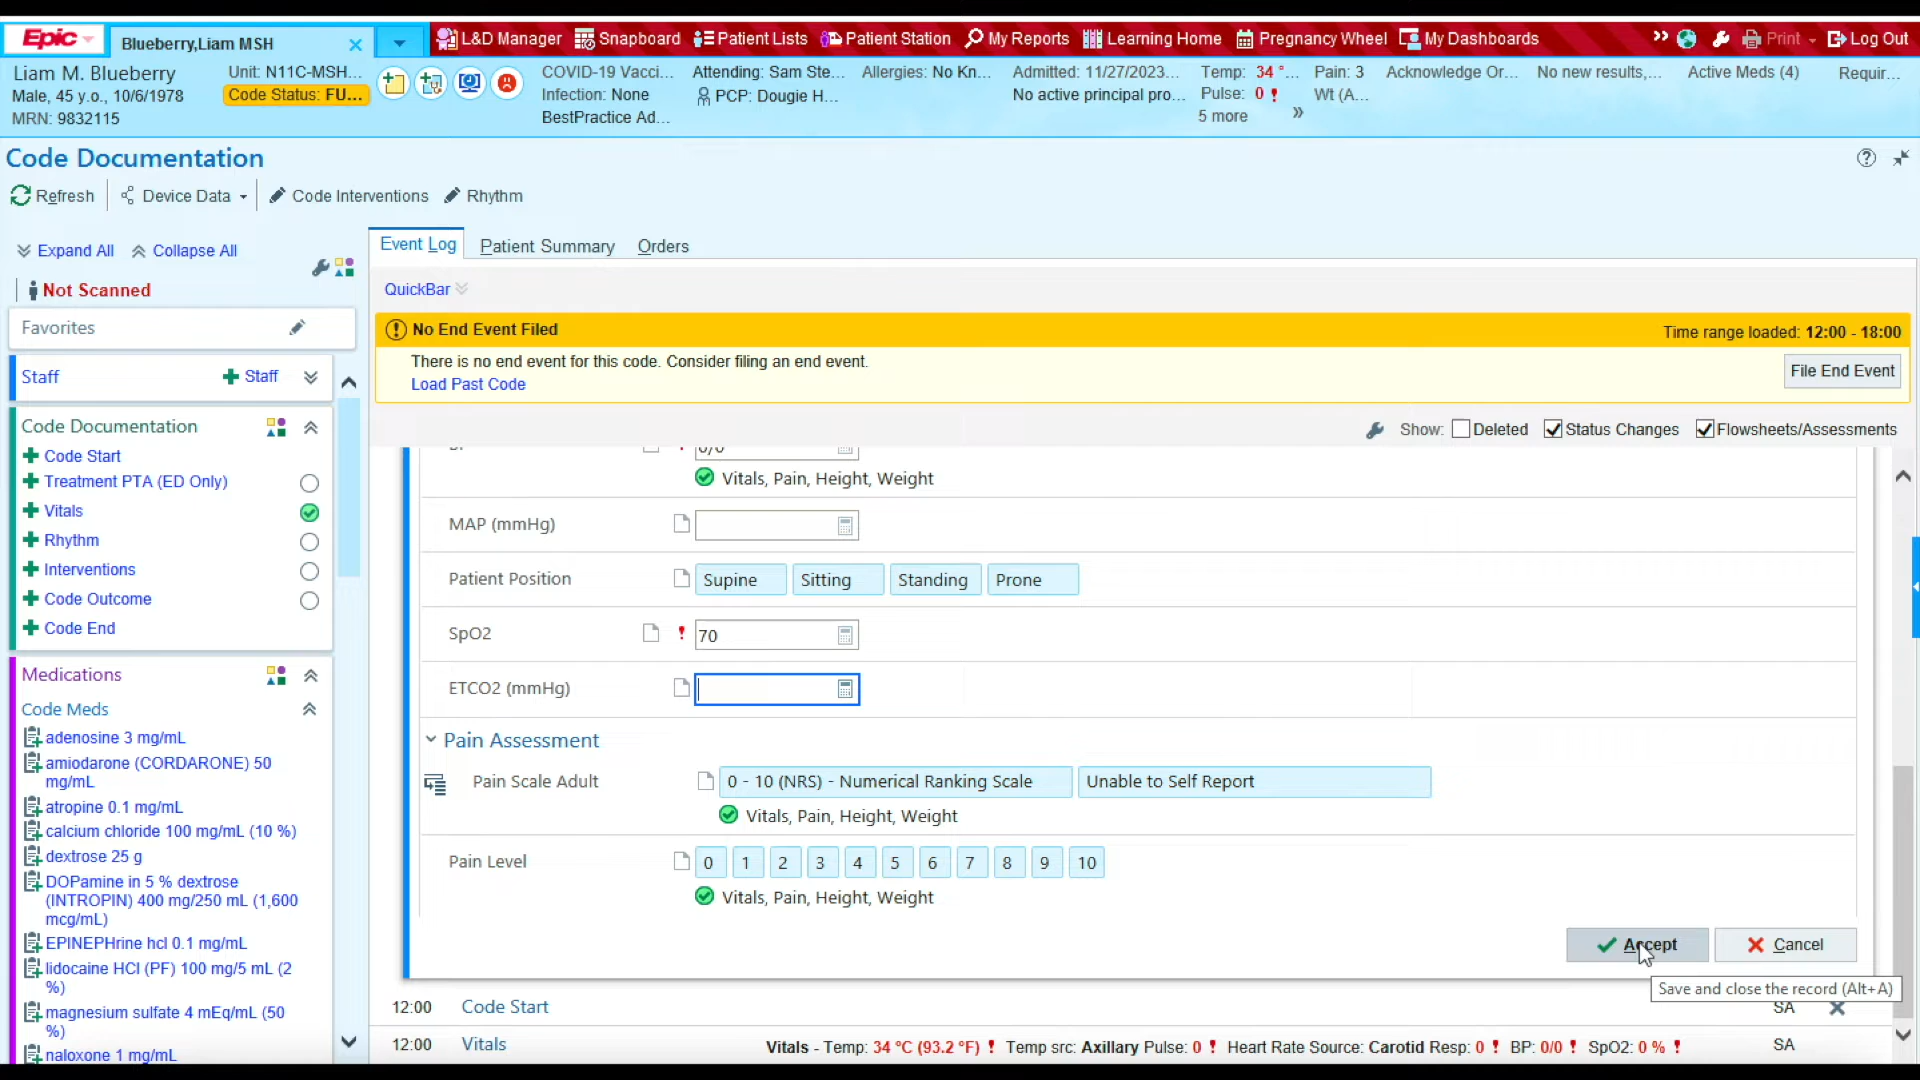 Epic
Blueberry,Liam MSH
L&D Manager
Snapboard
Patient Lists
Patient Station
My Reports
Learning Home
Pregnancy Wheel
My Dashboards
Print
Log Out
Liam M. Blueberry
Male, 45 y.o., 10/6/1978
MRN: 9832115
Unit: N11C-MSH...
Code Status: FU...
COVID-19 Vacci...
Infection: None
BestPractice Ad...
Attending: Sam Ste...
PCP: Dougie H...
Allergies: No Kn...
Admitted: 11/27/2023...
No active principal pro...
Temp: 34 °...
Pulse: 0 !
5 more
Pain: 3
Wt (A...
Acknowledge Or...
No new results,...
Active Meds (4)
Requir...
Code Documentation
Refresh
Device Data
Code Interventions
Rhythm
Expand All
Collapse All
Not Scanned
Favorites
Staff
Staff
Code Documentation
Code Start
Treatment PTA (ED Only)
Vitals
Rhythm
Interventions
Code Outcome
Code End
Medications
Code Meds
adenosine 3 mg/mL
amiodarone (CORDARONE) 50
mg/mL
atropine 0.1 mg/mL
calcium chloride 100 mg/mL (10 %)
dextrose 25 g
DOPamine in 5 % dextrose
(INTROPIN) 400 mg/250 mL (1,600
mcg/mL)
EPINEPHrine hcl 0.1 mg/mL
lidocaine HCl (PF) 100 mg/5 mL (2
%)
magnesium sulfate 4 mEq/mL (50
%)
naloxone 1 mg/mL
Event Log
Patient Summary
Orders
QuickBar
No End Event Filed
Time range loaded: 12:00 - 18:00
There is no end event for this code. Consider filing an end event.
Load Past Code
File End Event
Show:
Deleted
Status Changes
Flowsheets/Assessments
0/0
Vitals, Pain, Height, Weight
MAP (mmHg)
Patient Position
Supine
Sitting
Standing
Prone
SpO2
! 70
ETCO2 (mmHg)
Pain Assessment
Pain Scale Adult
0 - 10 (NRS) - Numerical Ranking Scale
Unable to Self Report
Vitals, Pain, Height, Weight
Pain Level
0 1 2 3 4 5 6 7 8 9 10
Vitals, Pain, Height, Weight
Accept
Cancel
Save and close the record (Alt+A)
12:00 Code Start SA
12:00 Vitals Vitals - Temp: 34 °C (93.2 °F) ! Temp src: Axillary Pulse: 0 ! Heart Rate Source: Carotid Resp: 0 ! BP: 0/0 ! SpO2: 0 % ! SA